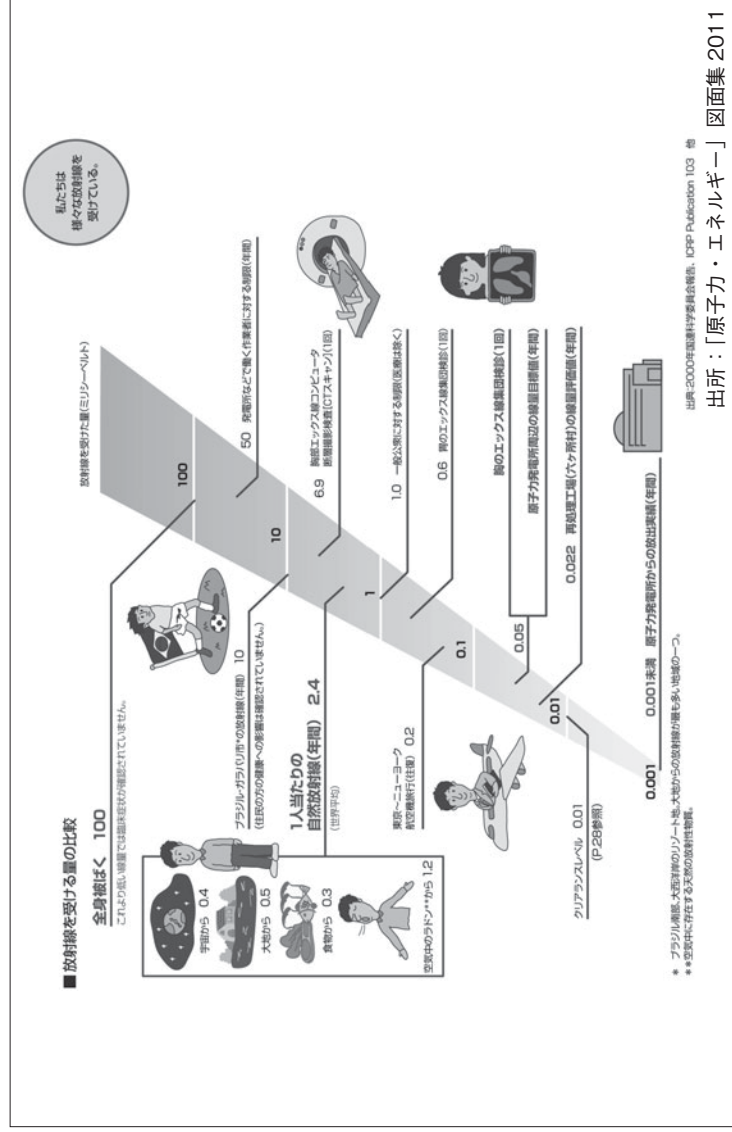 ■ 放射線を受ける量の比較
私たちは
様々な放射線を
受けている。
放射線を受けた量(ミリシーベルト)
全身被ばく 100
これより低い線量では臨床症状が確認されていません。
100
50 発電所などで働く作業者に対する制限(年間)
ブラジル・ガラパリ市*の放射線(年間) 10
(住民の方の健康への影響は確認されていません。)
10
6.9 胸部エックス線コンピュータ
断層撮影検査[CTスキャン](1回)
1人当たりの
自然放射線(年間) 2.4
(世界平均)
宇宙から 0.4
大地から 0.5
食物から 0.3
空気中のラドン**から 1.2
1
1.0 一般公衆に対する制限(医療は除く)
0.6 胃のエックス線集団検診(1回)
東京〜ニューヨーク
航空機旅行(往復) 0.2
0.1
0.05
胸のエックス線集団検診(1回)
原子力発電所周辺の線量目標値(年間)
0.022 再処理工場(六ヶ所村)の線量評価値(年間)
0.01
クリアランスレベル 0.01
(P.28参照)
0.001
0.001未満 原子力発電所からの放出実績(年間)
* ブラジル南部、大西洋岸のリゾート地。大地からの放射線が最も多い地域の一つ。
**空気中に存在する天然の放射性物質。
出典:2000年国連科学委員会報告、ICRP Publication 103 他
出所:「原子力・エネルギー」図面集 2011